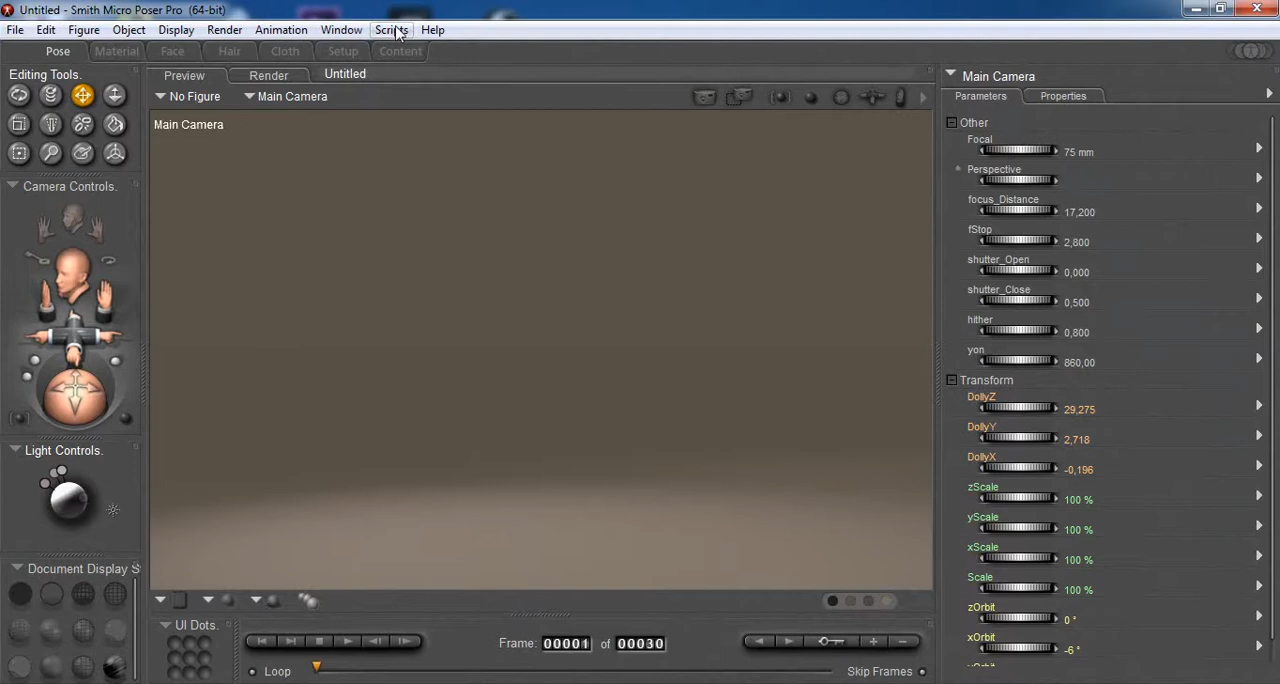 Untitled - Smith Micro Poser Pro (64-bit)
File Edit Figure Object Display Render Animation Window Scripts Help
Pose Material Face Hair Cloth Setup Content
Editing Tools.
Preview Render Untitled
No Figure Main Camera
Main Camera
Camera Controls.
Light Controls.
Document Display S
UI Dots.
Frame: 00001 of 00030
Loop
Skip Frames
Main Camera
Parameters Properties
Other
Focal
75 mm
Perspective
focus_Distance
17,200
fStop
2,800
shutter_Open
0,000
shutter_Close
0,500
hither
0,800
yon
860,00
Transform
DollyZ
29,275
DollyY
2,718
DollyX
-0,196
zScale
100 %
yScale
100 %
xScale
100 %
Scale
100 %
zOrbit
0 °
xOrbit
-6 °